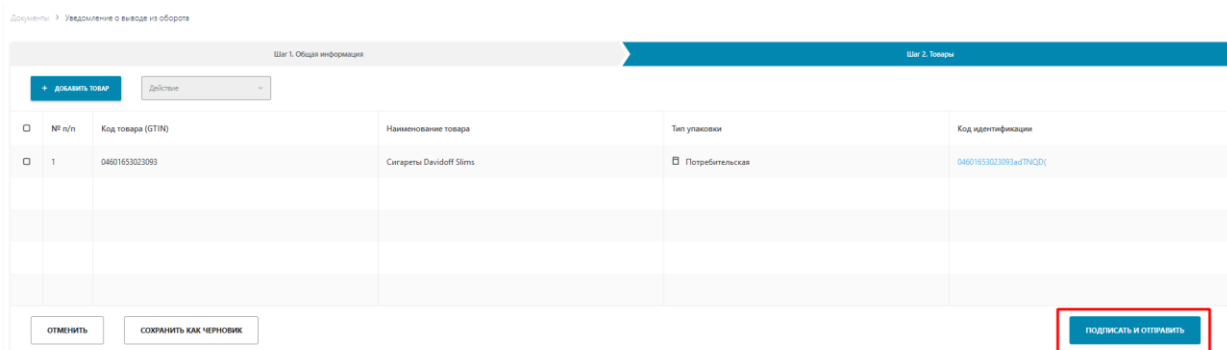 Документы > Уведомление о выводе из оборота
Шаг 1. Общая информация
Шаг 2. Товары
+ ДОБАВИТЬ ТОВАР
Действие
№ п/п Код товара (GTIN) Наименование товара Тип упаковки Код идентификации
1 04601653023093 Сигареты Davidoff Slims Потребительская 04601653023093adTNQD(
ОТМЕНИТЬ СОХРАНИТЬ КАК ЧЕРНОВИК ПОДПИСАТЬ И ОТПРАВИТЬ